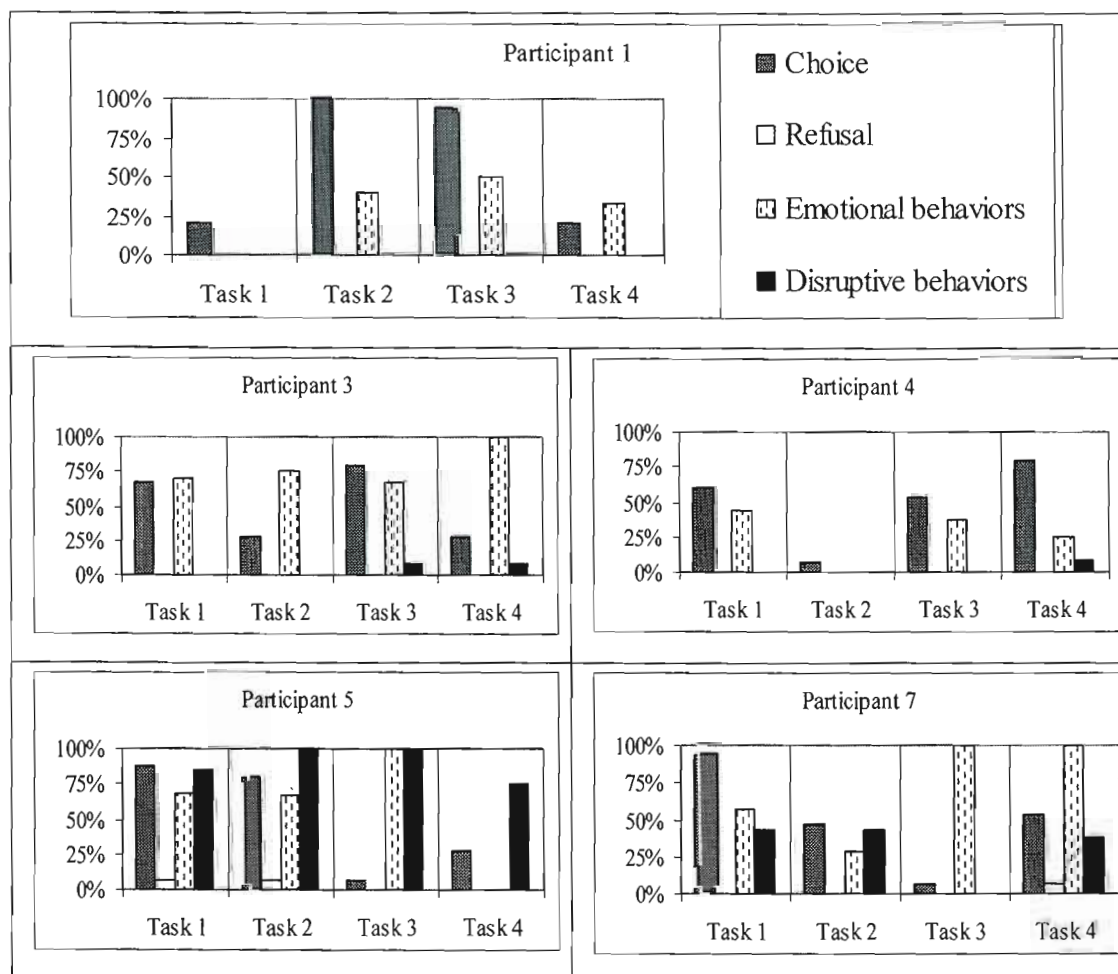 Participant 1
100%
75%
50%
25%
0%
Task 1 Task 2 Task 3 Task 4
Choice
Refusal
Emotional behaviors
Disruptive behaviors
Participant 3
100%
75%
50%
25%
0%
Task 1 Task 2 Task 3 Task 4
Participant 4
100%
75%
50%
25%
0%
Task 1 Task 2 Task 3 Task 4
Participant 5
100%
75%
50%
25%
0%
Task 1 Task 2 Task 3 Task 4
Participant 7
100%
75%
50%
25%
0%
Task 1 Task 2 Task 3 Task 4